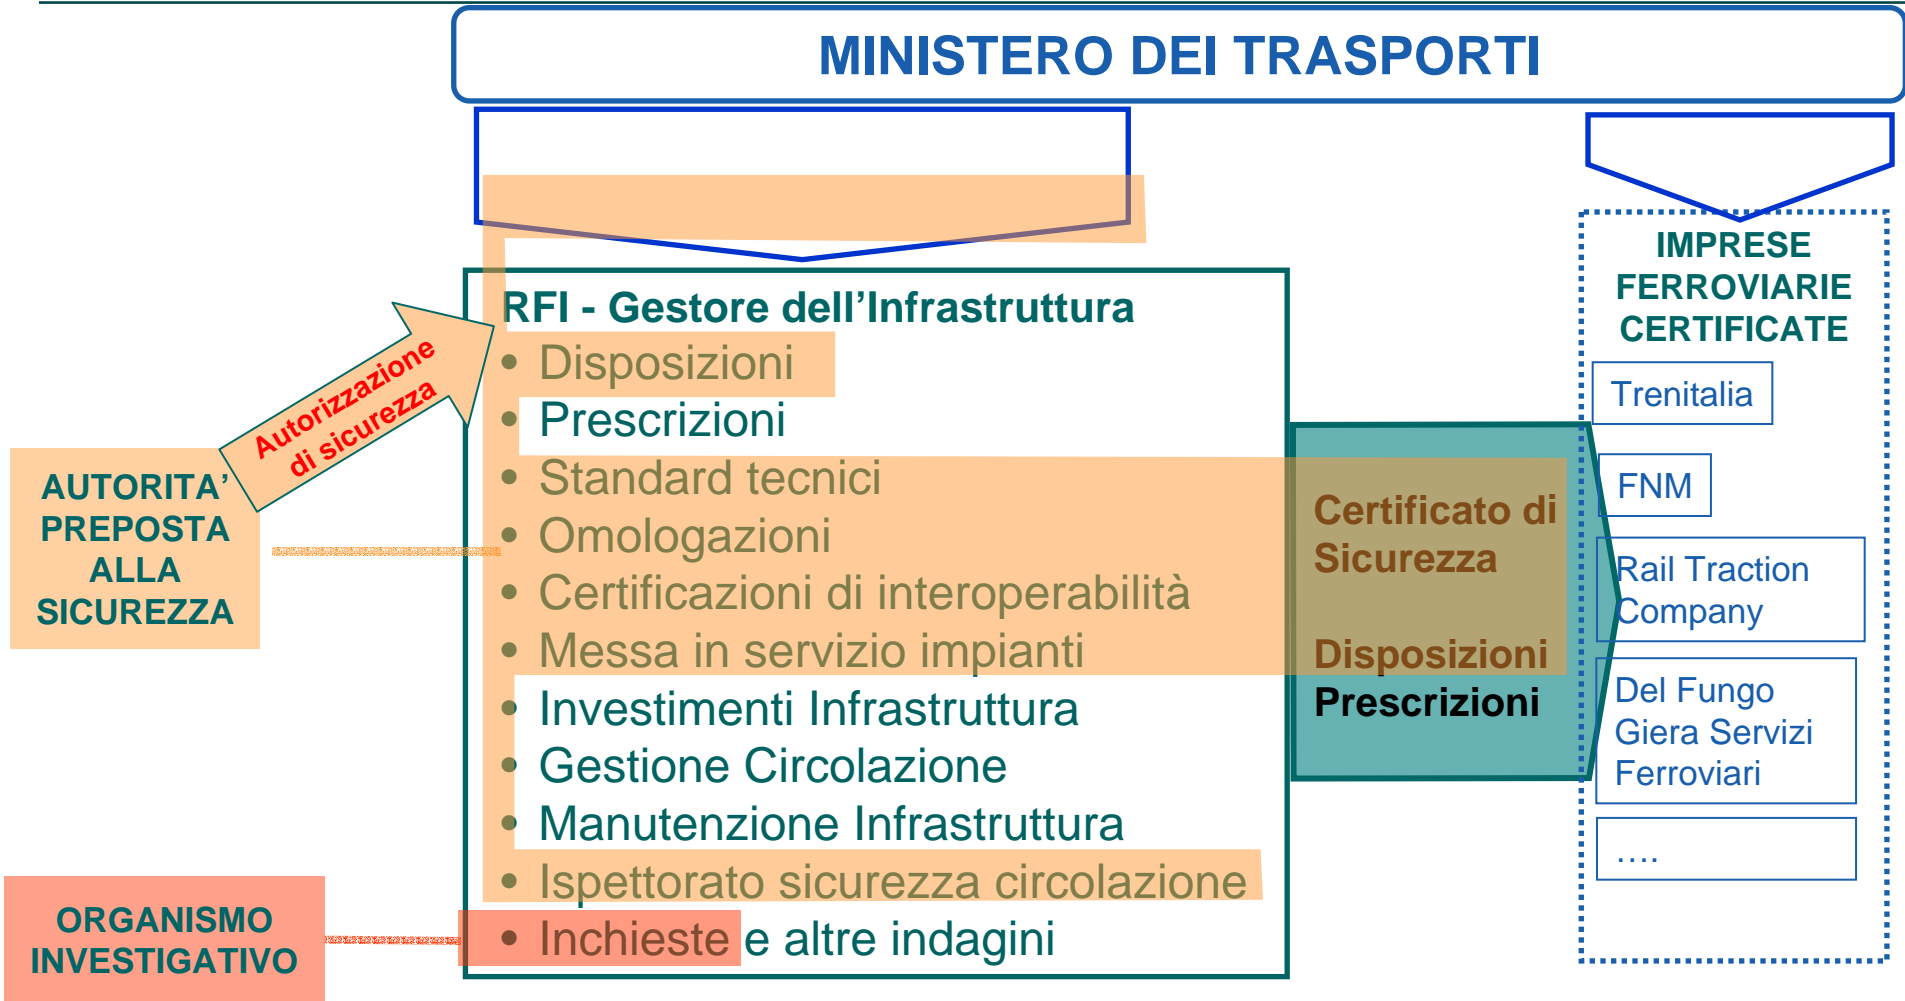 MINISTERO DEI TRASPORTI
RFI - Gestore dell’Infrastruttura
• Disposizioni
• Prescrizioni
• Standard tecnici
• Omologazioni
• Certificazioni di interoperabilità
• Messa in servizio impianti
• Investimenti Infrastruttura
• Gestione Circolazione
• Manutenzione Infrastruttura
• Ispettorato sicurezza circolazione
• Inchieste e altre indagini
Autorizzazione
di sicurezza
AUTORITA’
PREPOSTA
ALLA
SICUREZZA
ORGANISMO
INVESTIGATIVO
Certificato di
Sicurezza
Disposizioni
Prescrizioni
IMPRESE
FERROVIARIE
CERTIFICATE
Trenitalia
FNM
Rail Traction
Company
Del Fungo
Giera Servizi
Ferroviari
….